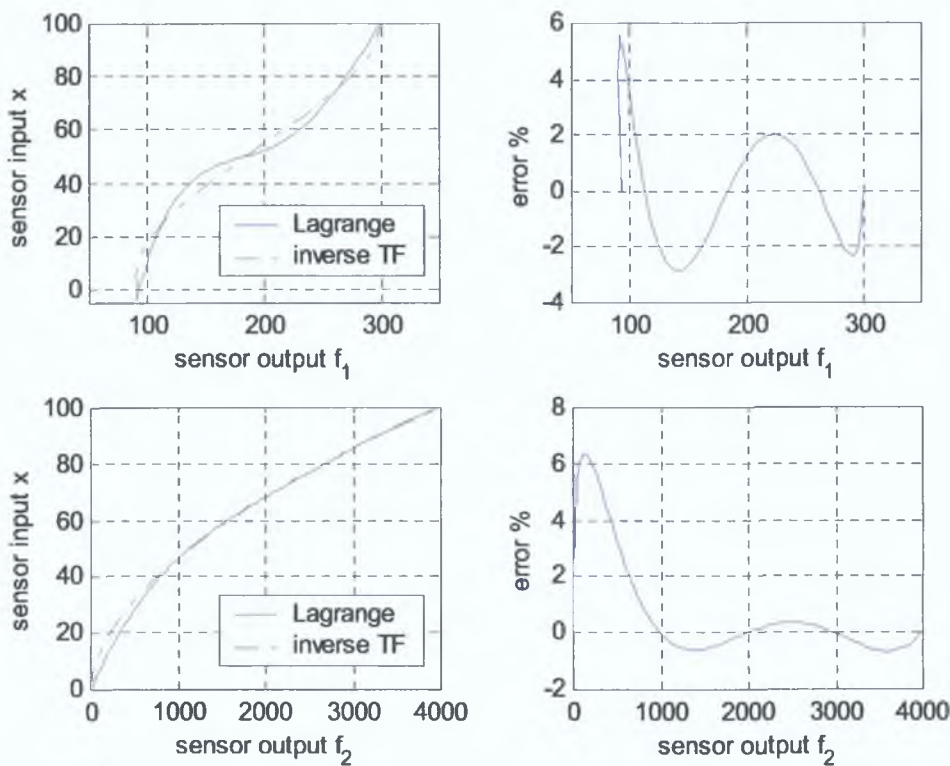 100
80
60
40
20
0
sensor input x
Lagrange
inverse TF
100 200 300
sensor output f1
6
4
2
0
-2
-4
error %
100 200 300
sensor output f1
100
80
60
40
20
0
sensor input x
Lagrange
inverse TF
0 1000 2000 3000 4000
sensor output f2
8
6
4
2
0
-2
error %
0 1000 2000 3000 4000
sensor output f2